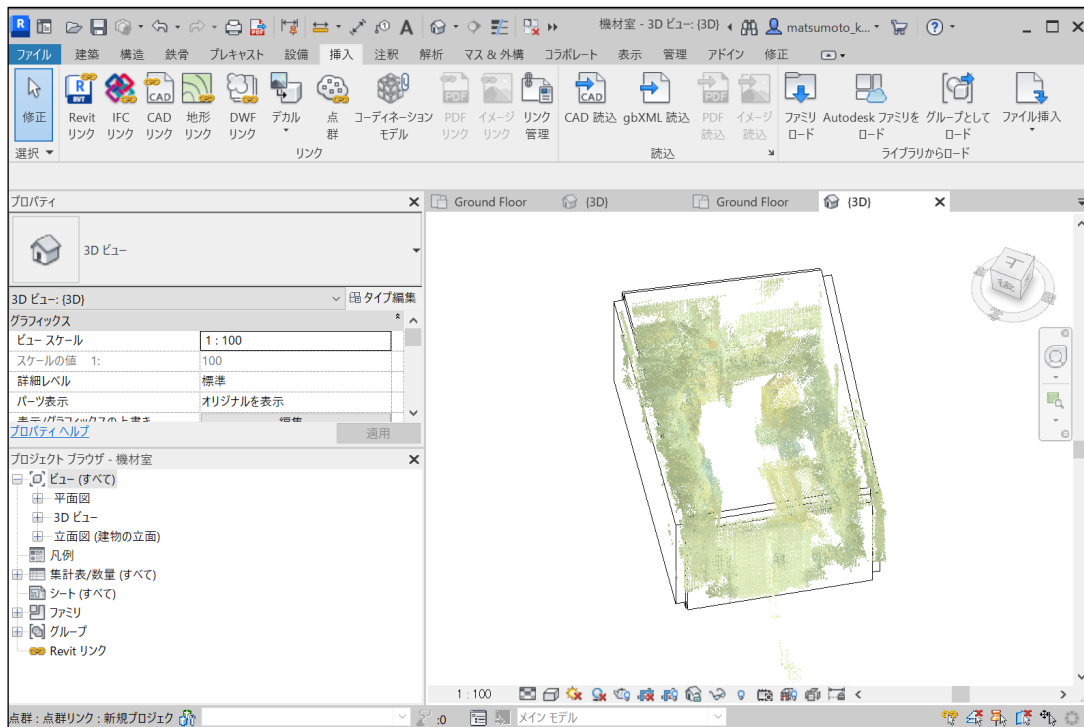 機材室 - 3D ビュー: {3D}
matsumoto_k...
ファイル 建築 構造 鉄骨 プレキャスト 設備 挿入 注釈 解析 マス & 外構 コラボレート 表示 管理 アドイン 修正
修正
Revit リンク
IFC リンク
CAD リンク
地形 リンク
DWF リンク
デカル
点群
コーディネーション モデル
PDF リンク
イメージ リンク
リンク 管理
CAD 読込
gbXML 読込
PDF 読込
イメージ 読込
ファミリ ロード
Autodesk ファミリを ロード
グループとして ロード
ファイル挿入
選択 リンク 読込 ライブラリからロード
プロパティ
Ground Floor {3D} Ground Floor {3D}
3D ビュー
3D ビュー: {3D} タイプ編集
グラフィックス
ビュー スケール 1 : 100
スケールの値 1: 100
詳細レベル 標準
パーツ表示 オリジナルを表示
表示/グラフィックスの上書き 編集
プロパティ ヘルプ 適用
プロジェクト ブラウザ - 機材室
ビュー (すべて)
平面図
3D ビュー
立面図 (建物の立面)
凡例
集計表/数量 (すべて)
シート (すべて)
ファミリ
グループ
Revit リンク
上
後
1 : 100
点群 : 点群リンク : 新規プロジェク :0 メイン モデル